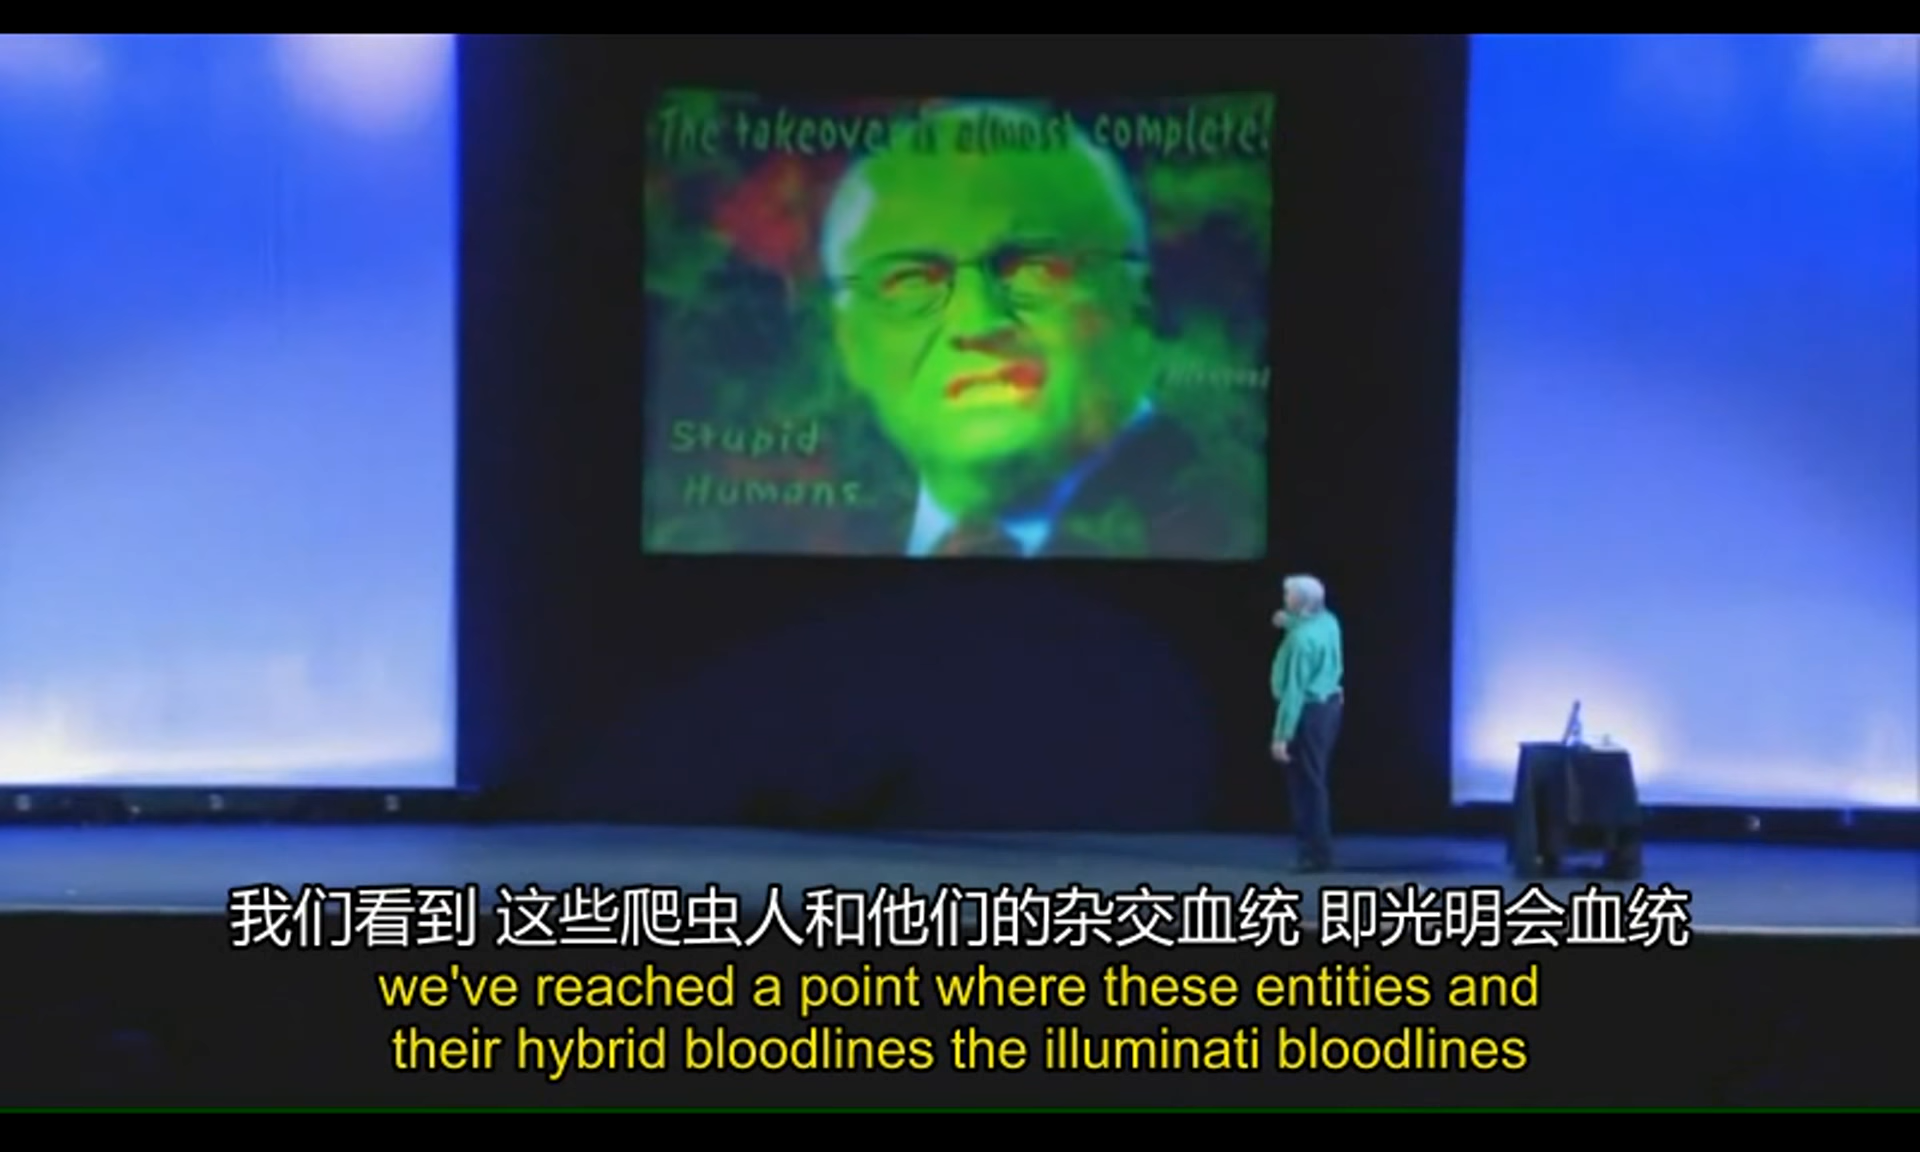 The takeover is almost complete!
Stupid
Humans
我们看到 这些爬虫人和他们的杂交血统 即光明会血统
we've reached a point where these entities and
their hybrid bloodlines the illuminati bloodlines